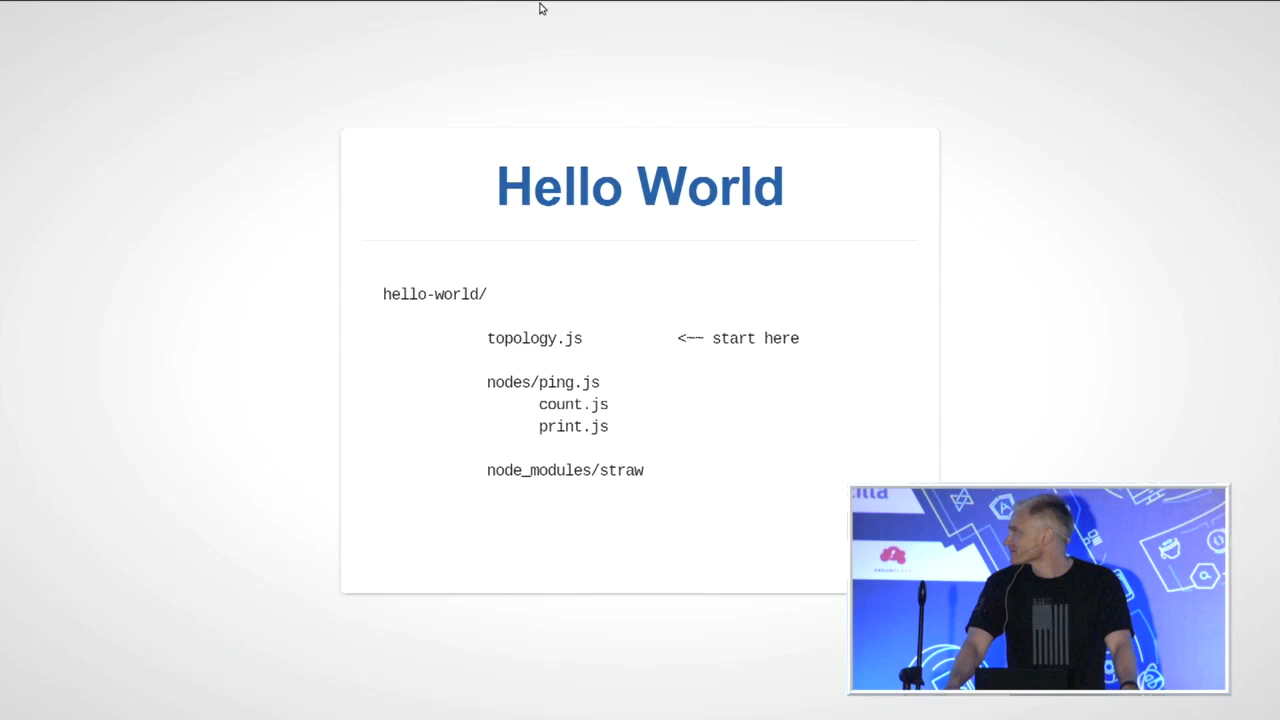 Hello World
hello-world/
topology.js <~~ start here
nodes/ping.js
count.js
print.js
node_modules/straw